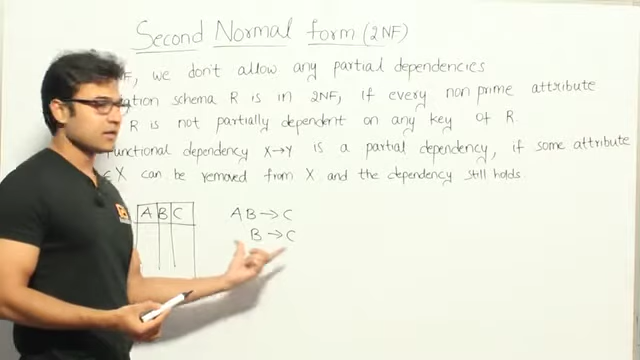 Second Normal form (2NF)
NF, we don't allow any partial dependencies
schema R is in 2NF, if every non prime attribute
R is not partially dependent on any key of R.
functional dependency X→Y is a partial dependency, if some attribute
X can be removed from X and the dependency still holds.
A B C AB→C
B→C